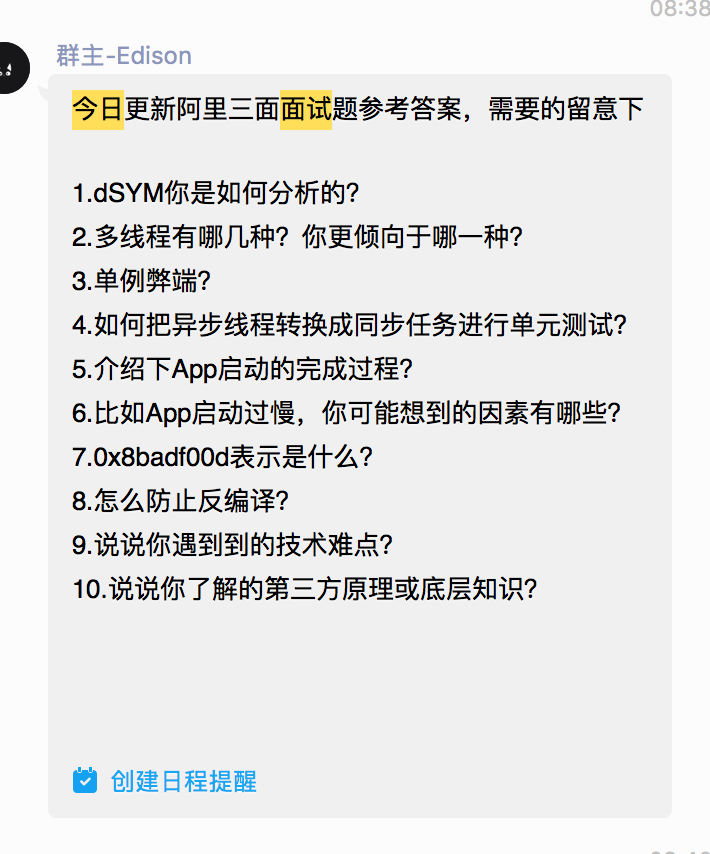 08:38
群主-Edison
今日更新阿里三面面试题参考答案，需要的留意下
1.dSYM你是如何分析的？
2.多线程有哪几种？你更倾向于哪一种？
3.单例弊端？
4.如何把异步线程转换成同步任务进行单元测试？
5.介绍下App启动的完成过程？
6.比如App启动过慢，你可能想到的因素有哪些？
7.0x8badf00d表示是什么？
8.怎么防止反编译？
9.说说你遇到到的技术难点？
10.说说你了解的第三方原理或底层知识？
创建日程提醒